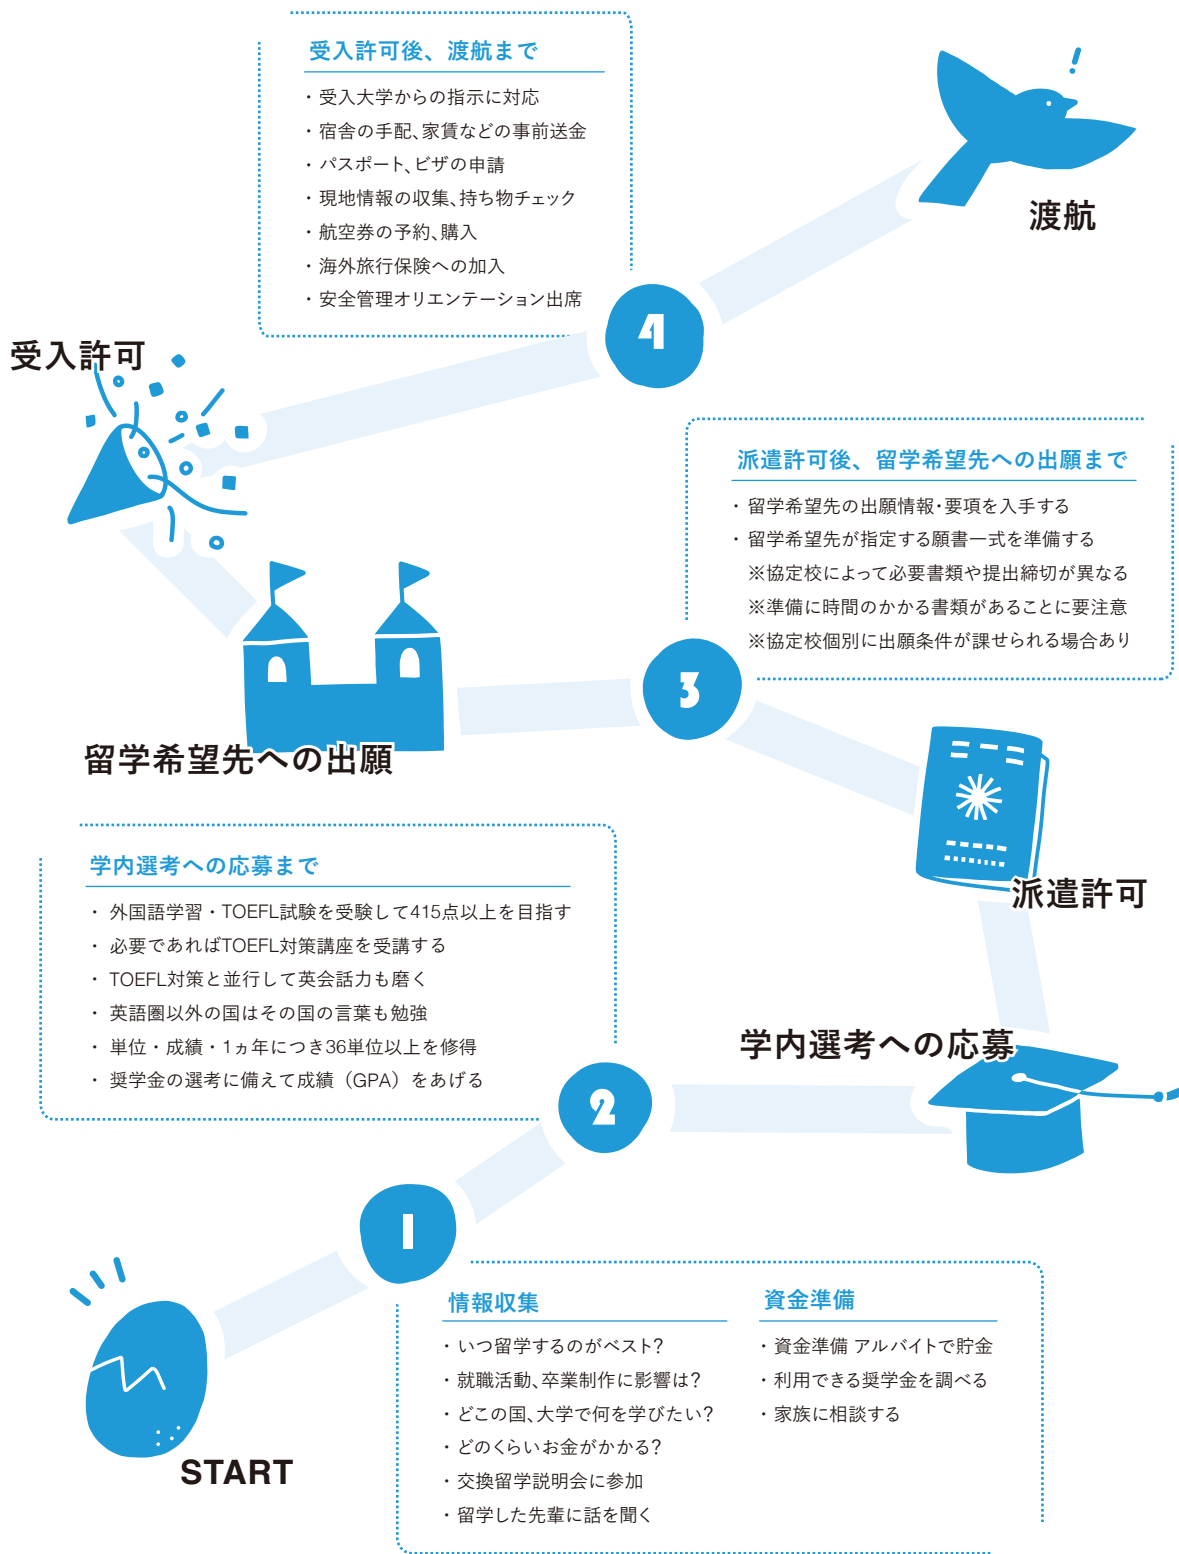 受入許可後、渡航まで
・受入大学からの指示に対応
・宿舎の手配、家賃などの事前送金
・パスポート、ビザの申請
・現地情報の収集、持ち物チェック
・航空券の予約、購入
・海外旅行保険への加入
・安全管理オリエンテーション出席
!
渡航
4
受入許可
派遣許可後、留学希望先への出願まで
・留学希望先の出願情報・要項を入手する
・留学希望先が指定する願書一式を準備する
※協定校によって必要書類や提出締切が異なる
※準備に時間のかかる書類があることに要注意
※協定校個別に出願条件が課せられる場合あり
3
留学希望先への出願
派遣許可
学内選考への応募まで
・ 外国語学習・TOEFL試験を受験して415点以上を目指す
・ 必要であればTOEFL対策講座を受講する
・ TOEFL対策と並行して英会話力も磨く
・ 英語圏以外の国はその国の言葉も勉強
・ 単位・成績・1ヵ年につき36単位以上を修得
・ 奨学金の選考に備えて成績（GPA）をあげる
学内選考への応募
2
1
START
情報収集
・いつ留学するのがベスト？
・就職活動、卒業制作に影響は？
・どこの国、大学で何を学びたい？
・どのくらいお金がかかる？
・交換留学説明会に参加
・留学した先輩に話を聞く
資金準備
・資金準備 アルバイトで貯金
・利用できる奨学金を調べる
・家族に相談する